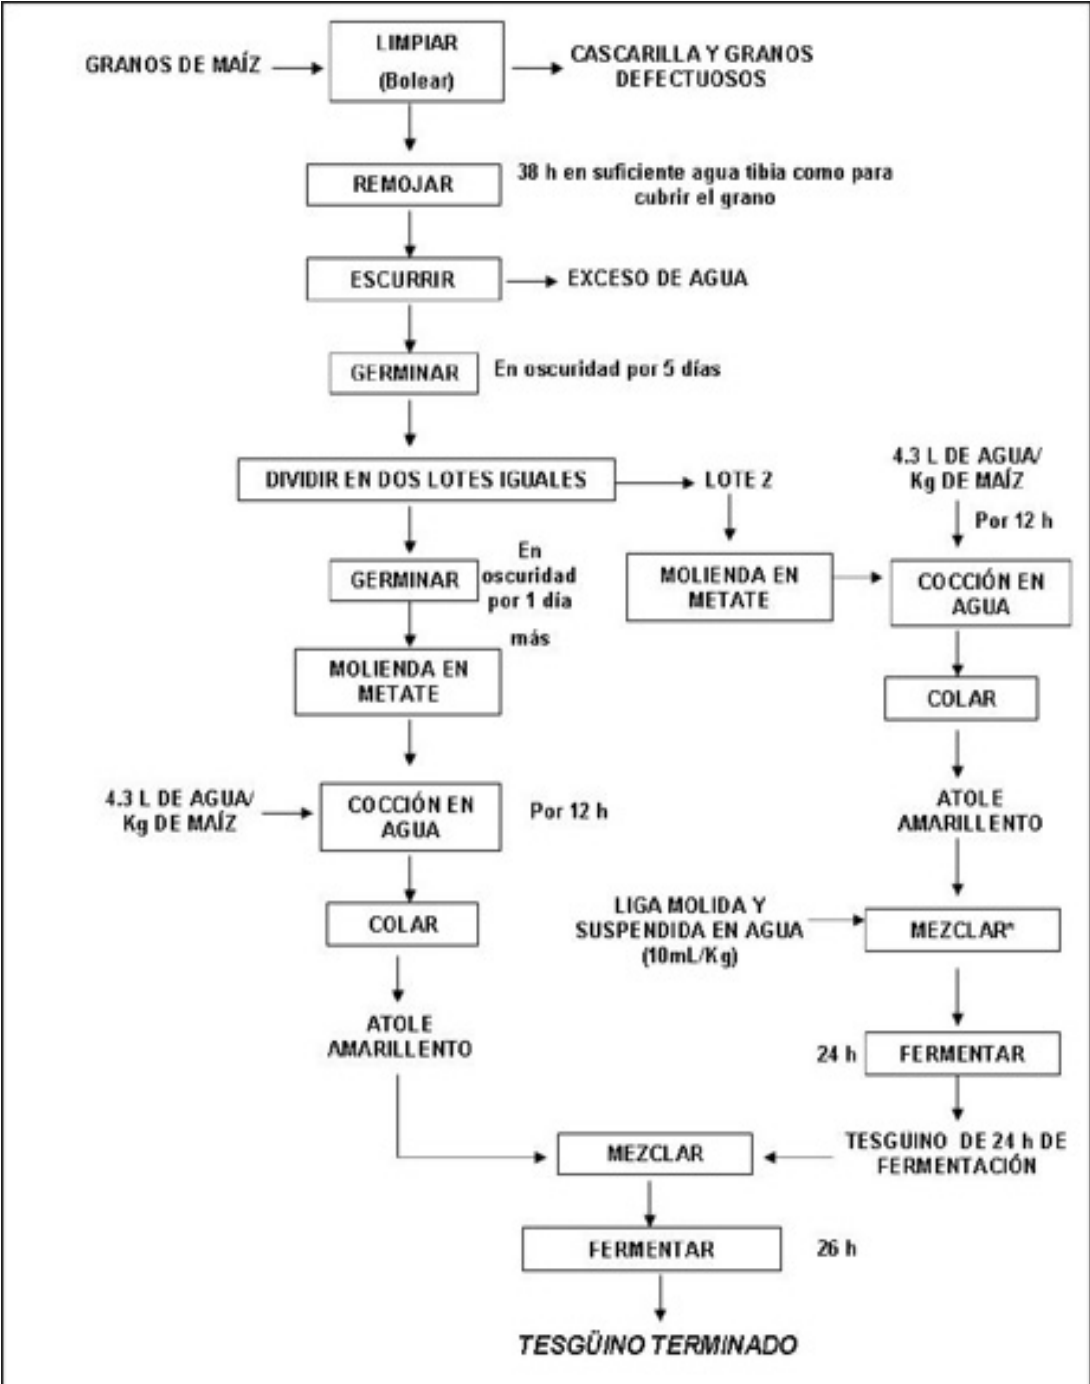 LIMPIAR
(Bolear)
GRANOS DE MAÍZ
CASCARILLA Y GRANOS
DEFECTUOSOS
REMOJAR
38 h en suficiente agua tibia como para
cubrir el grano
ESCURRIR
EXCESO DE AGUA
GERMINAR
En oscuridad por 5 días
DIVIDIR EN DOS LOTES IGUALES
LOTE 2
4.3 L DE AGUA/
Kg DE MAÍZ
Por 12 h
GERMINAR
En
oscuridad
por 1 día
más
MOLIENDA EN
METATE
COCCIÓN EN
AGUA
MOLIENDA EN
METATE
COLAR
4.3 L DE AGUA/
Kg DE MAÍZ
COCCIÓN EN
AGUA
Por 12 h
ATOLE
AMARILLENTO
COLAR
LIGA MOLIDA Y
SUSPENDIDA EN AGUA
(10mL/Kg)
MEZCLAR*
ATOLE
AMARILLENTO
24 h
FERMENTAR
MEZCLAR
TESGÜINO DE 24 h DE
FERMENTACIÓN
FERMENTAR
26 h
TESGÜINO TERMINADO